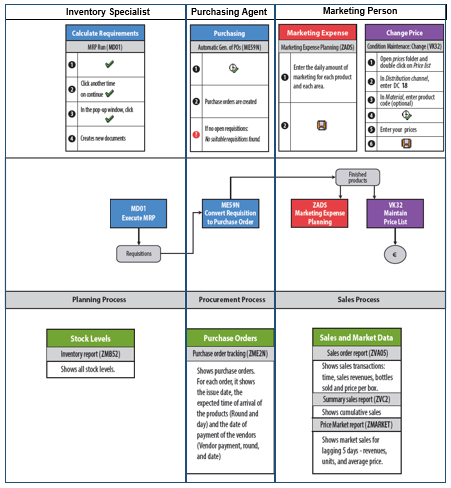 Inventory Specialist
Purchasing Agent
Marketing Person
Calculate Requirements
MRP Run (MD01)
1
2
Click another time
on continue
3
In the pop-up window, click
4
Creates new documents
Purchasing
Automatic Gen. of POs (ME59N)
1
2
Purchase orders are created
?
If no open requisitions:
No suitable requisitions found
Marketing Expense
Marketing Expense Planning (ZADS)
1
Enter the daily amount of
marketing for each product
and each area.
2
Change Price
Condition Maintenance: Change (VK32)
1
Open prices folder and
double click on Price list
2
In Distribution channel,
enter DC 18
3
In Material, enter product
code (optional)
4
5
Enter your prices
6
MD01
Execute MRP
Requisitions
ME59N
Convert Requisition
to Purchase Order
Finished
products
ZADS
Marketing Expense
Planning
VK32
Maintain
Price List
€
Planning Process
Procurement Process
Sales Process
Stock Levels
Inventory report (ZMB52)
Shows all stock levels.
Purchase Orders
Purchase order tracking (ZME2N)
Shows purchase orders.
For each order, it shows
the issue date, the
expected time of arrival of
the products (Round and
day) and the date of
payment of the vendors
(Vendor payment, round,
and date)
Sales and Market Data
Sales order report (ZVA05)
Shows sales transactions:
time, sales revenues, bottles
sold and price per box.
Summary sales report (ZVC2)
Shows cumulative sales
Price Market report (ZMARKET)
Shows market sales for
lagging 5 days - revenues,
units, and average price.